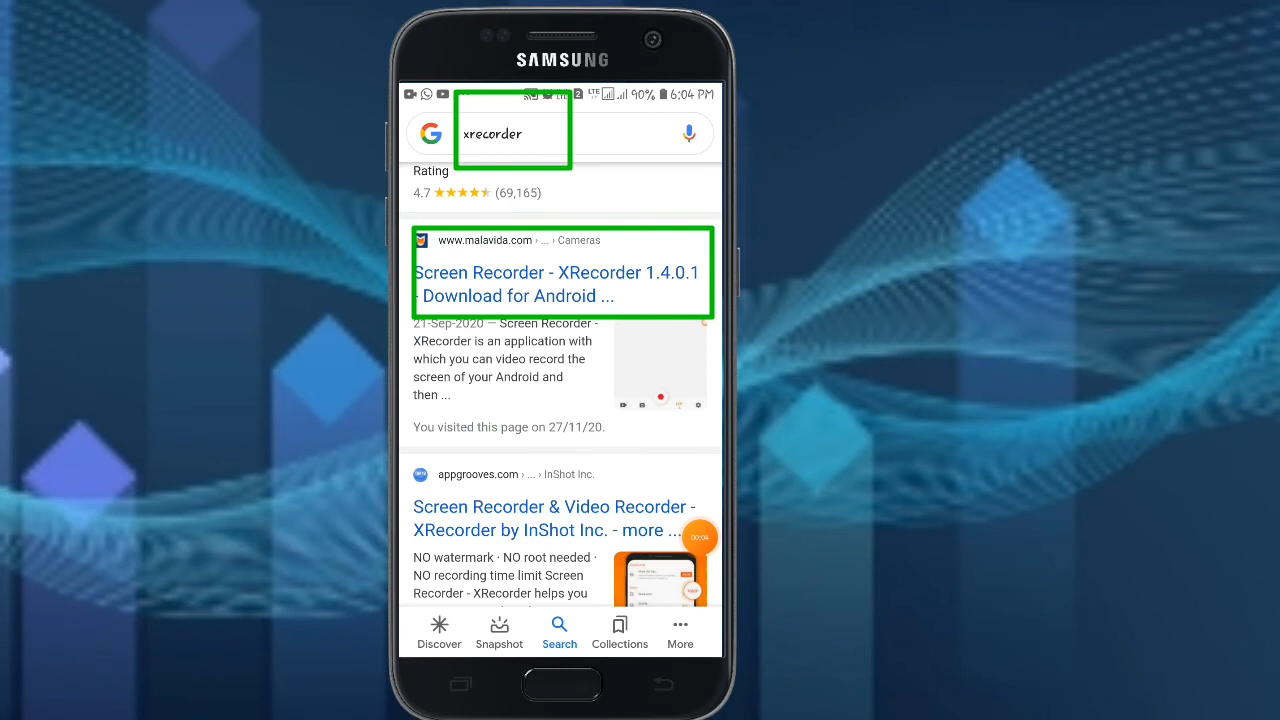 SAMSUNG
LTE 90% 6:04 PM
xrecorder
Rating
4.7 (69,165)
www.malavida.com › ... › Cameras
Screen Recorder - XRecorder 1.4.0.1
- Download for Android ...
21-Sep-2020 — Screen Recorder -
XRecorder is an application with
which you can video record the
screen of your Android and
then ...
You visited this page on 27/11/20.
appgrooves.com › ... › InShot Inc.
Screen Recorder & Video Recorder -
XRecorder by InShot Inc. - more ...
00:04
NO watermark · NO root needed ·
NO recording time limit Screen
Recorder - XRecorder helps you
Discover Snapshot Search Collections More